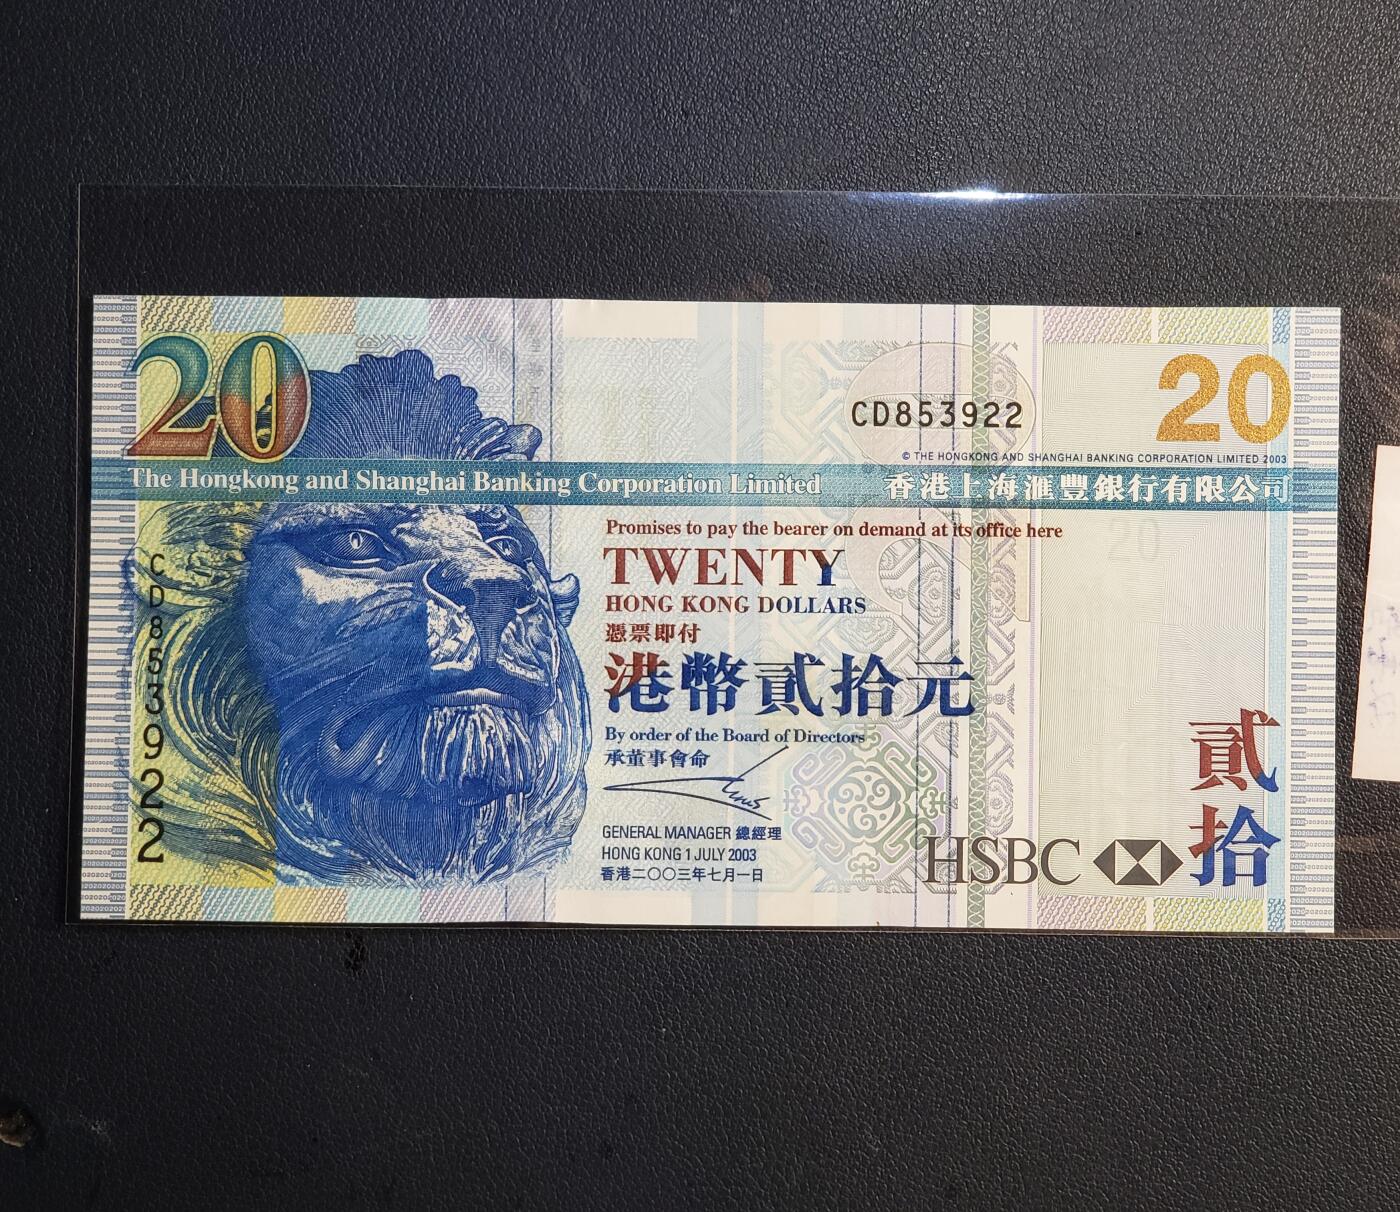 20
CD853922
20
© THE HONGKONG AND SHANGHAI BANKING CORPORATION LIMITED 2003
The Hongkong and Shanghai Banking Corporation Limited 香港上海滙豐銀行有限公司
Promises to pay the bearer on demand at its office here
TWENTY
HONG KONG DOLLARS
憑票即付
港幣貳拾元
By order of the Board of Directors
承董事會命
GENERAL MANAGER 總經理
HONG KONG 1 JULY 2003
香港二〇〇三年七月一日
CD853922
20
貳拾
HSBC